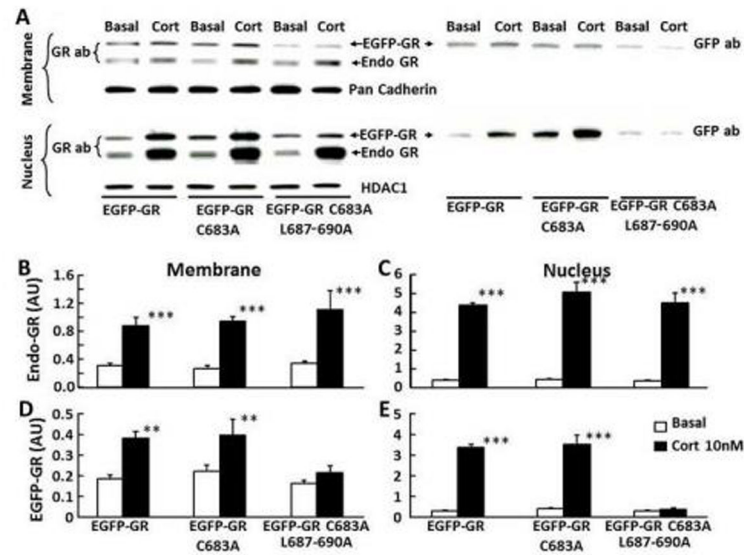 A
Basal Cort Basal Cort Basal Cort Basal Cort Basal Cort Basal Cort
Membrane
GR ab
EGFP-GR
GFP ab
Endo GR
Pan Cadherin
Nucleus
GR ab
EGFP-GR
GFP ab
Endo GR
HDAC1
EGFP-GR EGFP-GR EGFP-GR C683A EGFP-GR EGFP-GR EGFP-GR C683A
C683A L687-690A C683A L687-690A
B Membrane C Nucleus
Endo-GR (AU)
1.6
1.2
0.8
0.4
0.0
*** *** ***
6
5
4
3
2
1
0
*** *** ***
D E
EGFP-GR (AU)
0.5
0.4
0.3
0.2
0.1
0
** **
5
4
3
2
1
0
*** ***
Basal
Cort 10nM
EGFP-GR EGFP-GR EGFP-GR C683A EGFP-GR EGFP-GR EGFP-GR C683A
C683A L687-690A C683A L687-690A